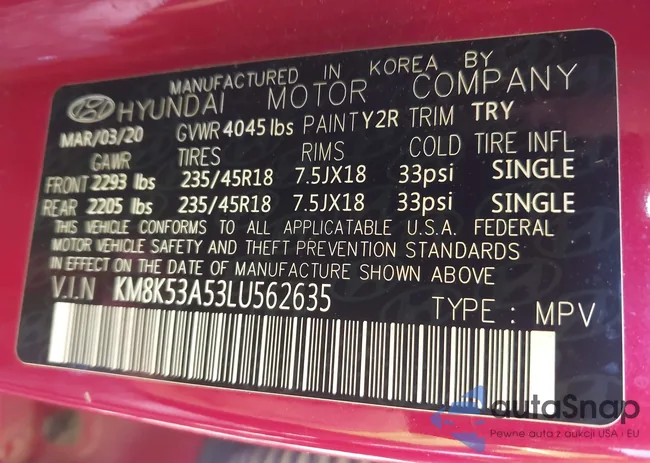 MANUFACTURED IN KOREA BY
HYUNDAI MOTOR COMPANY
MAR/03/20 GVWR 4045 lbs PAINT Y2R TRIM TRY
GAWR TIRES RIMS COLD TIRE INFL
FRONT 2293 lbs 235/45R18 7.5JX18 33psi SINGLE
REAR 2205 lbs 235/45R18 7.5JX18 33psi SINGLE
THIS VEHICLE CONFORMS TO ALL APPLICATABLE U.S.A. FEDERAL
MOTOR VEHICLE SAFETY AND THEFT PREVENTION STANDARDS
IN EFFECT ON THE DATE OF MANUFACTURE SHOWN ABOVE
V.I.N KM8K53A53LU562635 TYPE : MPV
autaSnap
Pewne auta z aukcji USA i EU